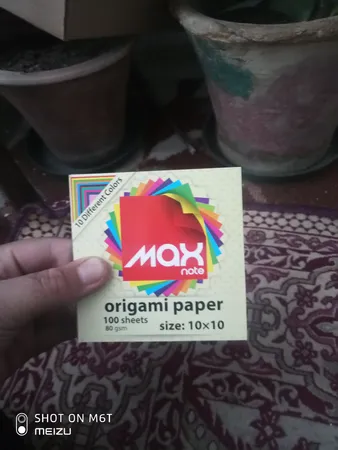 10 Different Colors
max
note
origami paper
100 sheets
80 gsm
size: 10×10
SHOT ON M6T
MEIZU